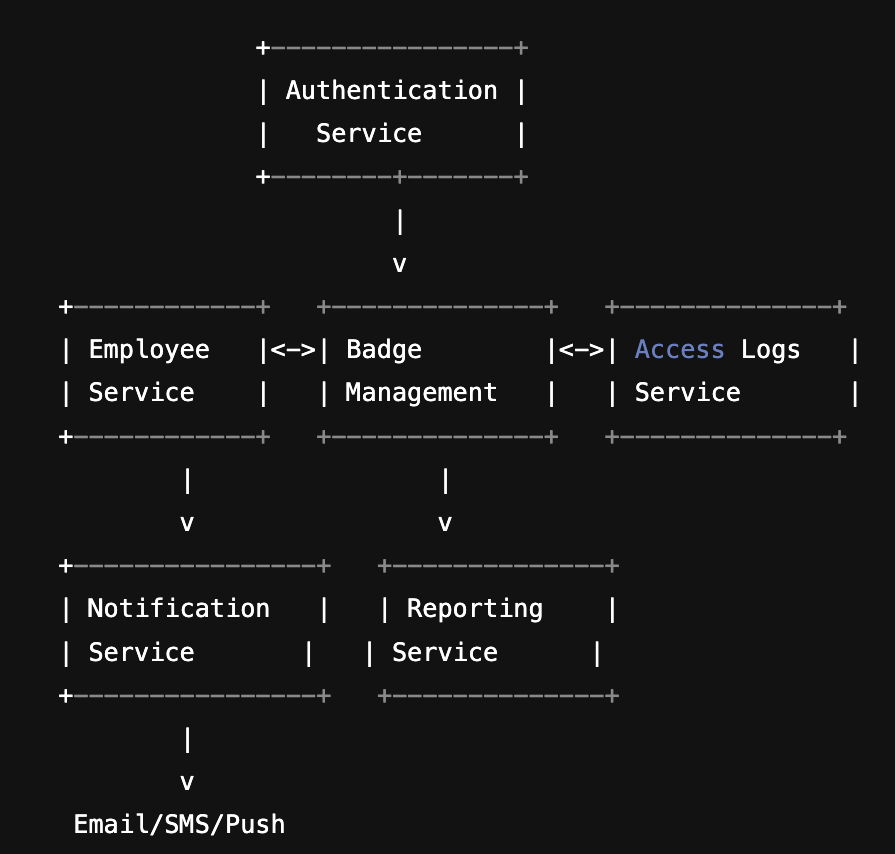 +----------------+
| Authentication |
|   Service      |
+--------+-------+
|
v
+------------+   +--------------+   +---------------+
| Employee   |<->| Badge        |<->| Access Logs   |
| Service    |   | Management   |   | Service       |
+------------+   +--------------+   +---------------+
|                |
v                v
+----------------+   +--------------+
| Notification   |   | Reporting    |
| Service       |   | Service      |
+----------------+   +--------------+
|
v
Email/SMS/Push